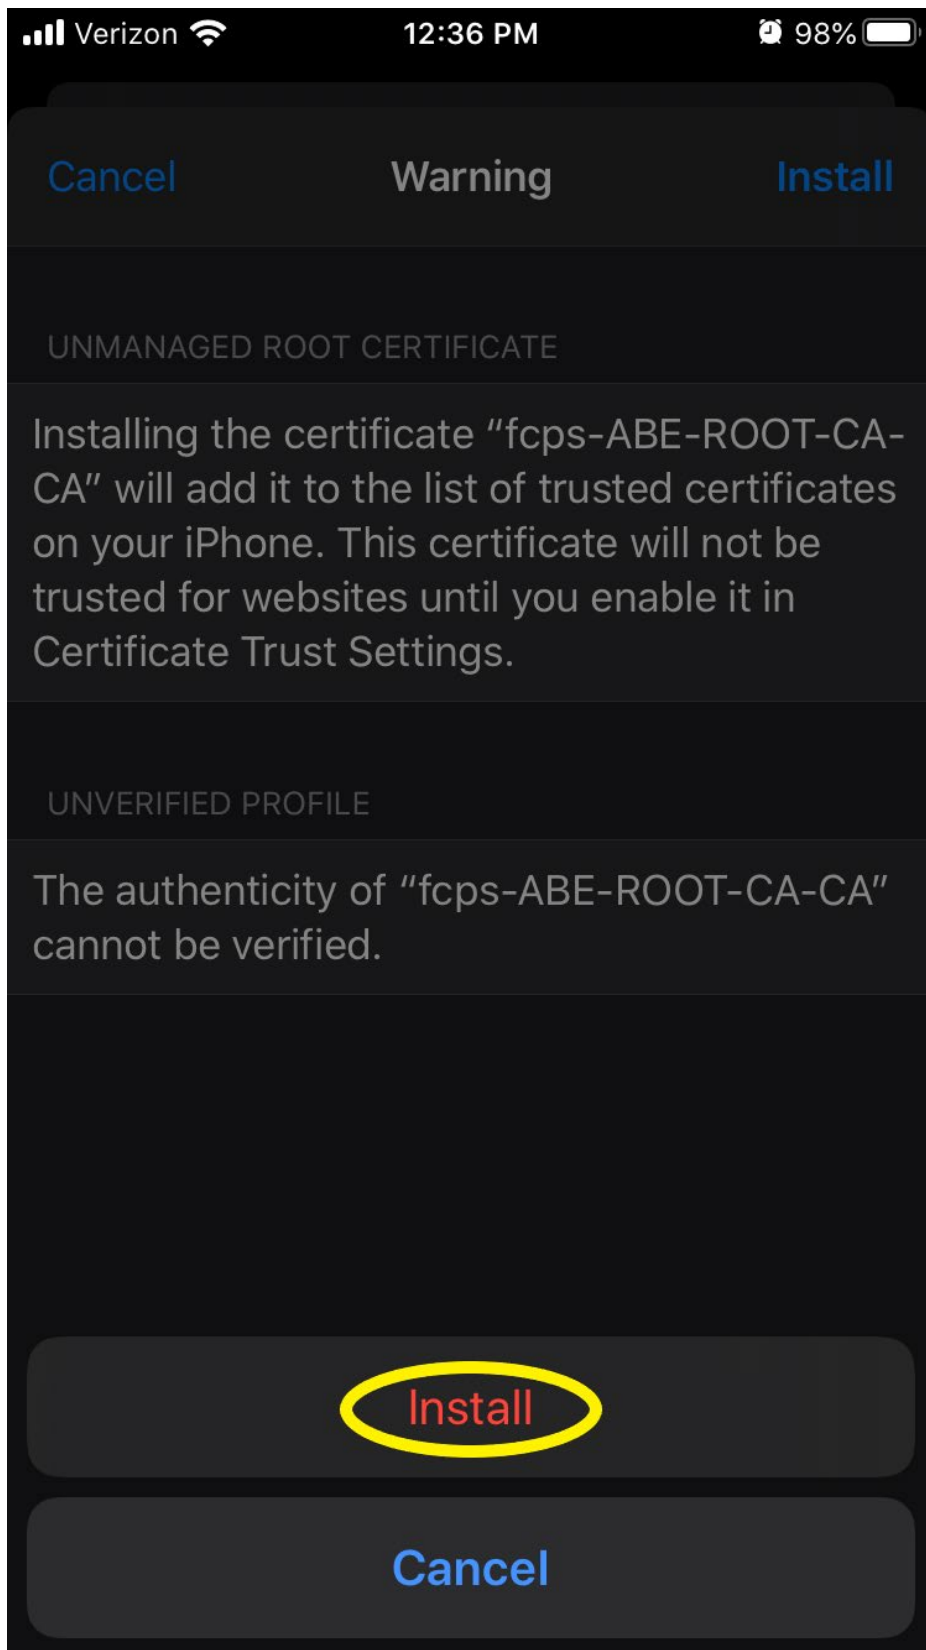 Verizon 12:36 PM 98%
Cancel Warning Install
UNMANAGED ROOT CERTIFICATE
Installing the certificate “fcps-ABE-ROOT-CA-
CA” will add it to the list of trusted certificates
on your iPhone. This certificate will not be
trusted for websites until you enable it in
Certificate Trust Settings.
UNVERIFIED PROFILE
The authenticity of “fcps-ABE-ROOT-CA-CA”
cannot be verified.
Install
Cancel